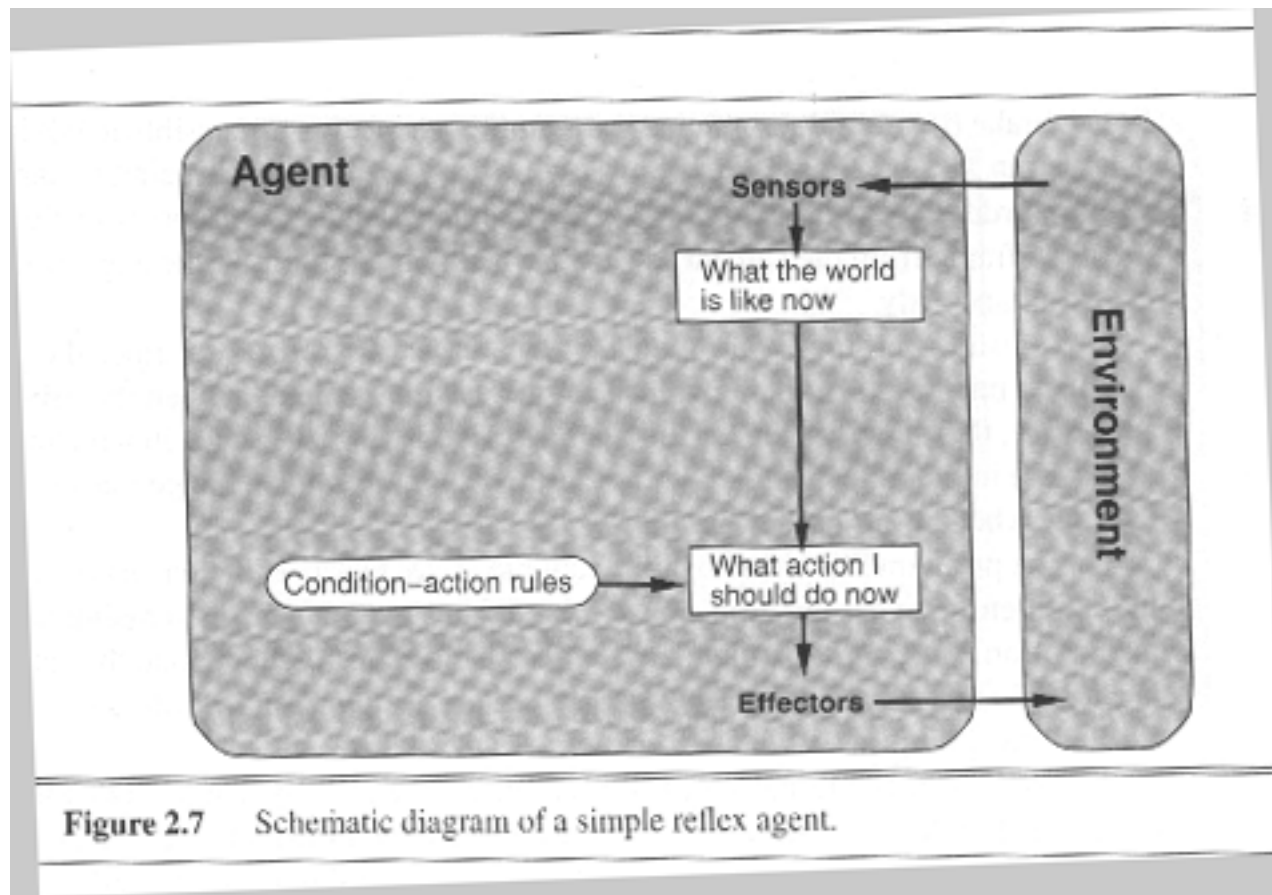 Agent
Sensors
What the world
is like now
Environment
Condition–action rules
What action I
should do now
Effectors
Figure 2.7 Schematic diagram of a simple reflex agent.